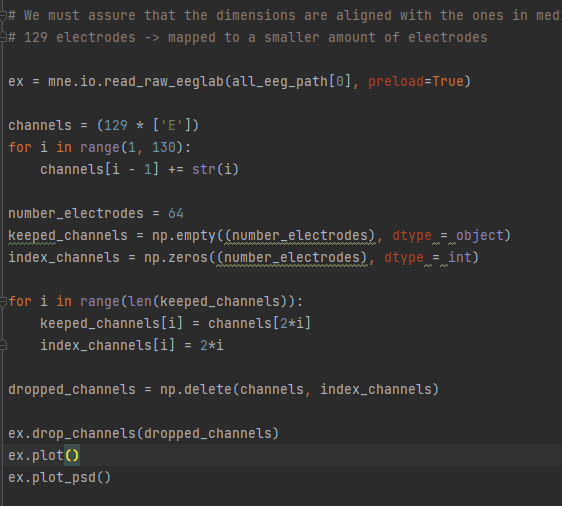 # We must assure that the dimensions are aligned with the ones in
# 129 electrodes -> mapped to a smaller amount of electrodes
ex = mne.io.read_raw_eeglab(all_eeg_path[0], preload=True)
channels = (129 * ['E'])
for i in range(1, 130):
    channels[i - 1] += str(i)
number_electrodes = 64
keeped_channels = np.empty((number_electrodes), dtype = object)
index_channels = np.zeros((number_electrodes), dtype = int)
for i in range(len(keeped_channels)):
    keeped_channels[i] = channels[2*i]
    index_channels[i] = 2*i
dropped_channels = np.delete(channels, index_channels)
ex.drop_channels(dropped_channels)
ex.plot()
ex.plot_psd()